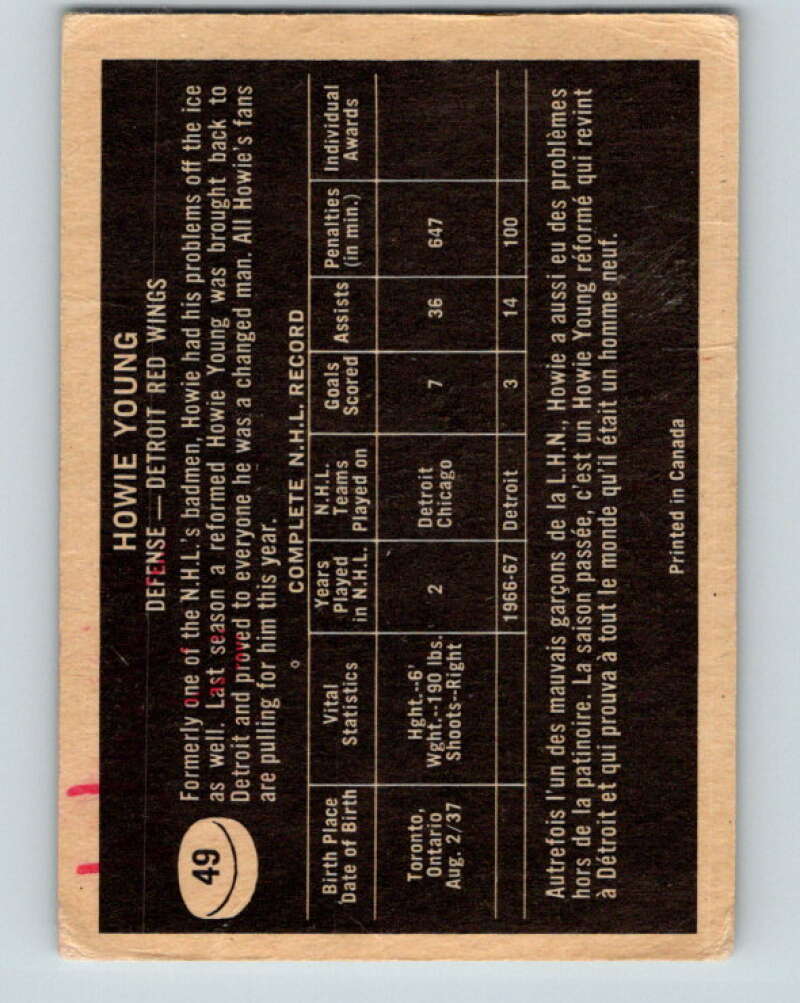 HOWIE YOUNG
DEFENSE — DETROIT RED WINGS
49
Formerly one of the N.H.L.'s badmen, Howie had his problems off the ice
as well. Last season a reformed Howie Young was brought back to
Detroit and proved to everyone he was a changed man. All Howie's fans
are pulling for him this year.
COMPLETE N.H.L. RECORD
Birth Place Date of Birth | Vital Statistics | Years Played in N.H.L. | N.H.L. Teams Played on | Goals Scored | Assists | Penalties (in min.) | Individual Awards
Toronto, Ontario Aug. 2/37 | Hght.--6' Wght.--190 lbs. Shoots--Right | 2 | Detroit Chicago | 7 | 36 | 647
1966-67 | Detroit | 3 | 14 | 100
Autrefois l'un des mauvais garçons de la L.H.N., Howie a aussi eu des problèmes
hors de la patinoire. La saison passée, c'est un Howie Young réformé qui revint
à Détroit et qui prouva à tout le monde qu'il était un homme neuf.
Printed in Canada